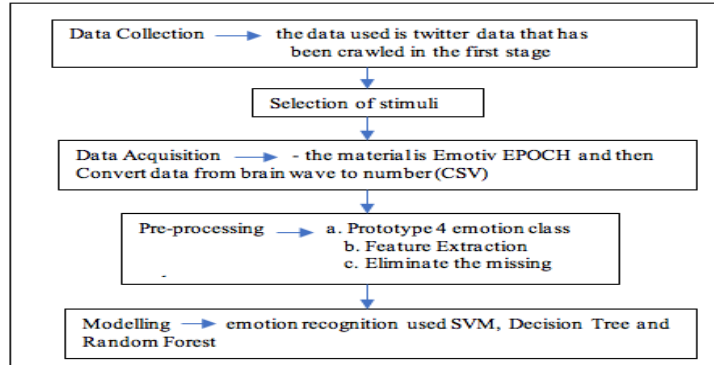 Data Collection the data used is twitter data that has
been crawled in the first stage
Selection of stimuli
Data Acquisition - the material is Emotiv EPOCH and then
Convert data from brain wave to number (CSV)
Pre-processing a. Prototype 4 emotion class
b. Feature Extraction
c. Eliminate the missing
Modelling emotion recognition used SVM, Decision Tree and
Random Forest